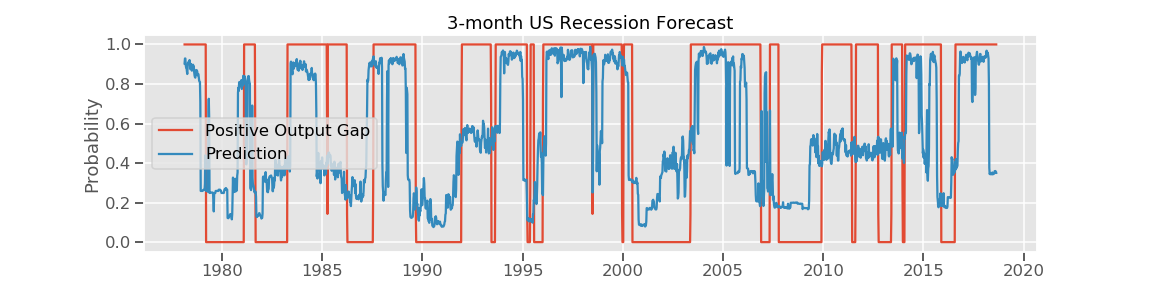 3-month US Recession Forecast
Probability
1.0
0.8
0.6
0.4
0.2
0.0
Positive Output Gap
Prediction
1980 1985 1990 1995 2000 2005 2010 2015 2020